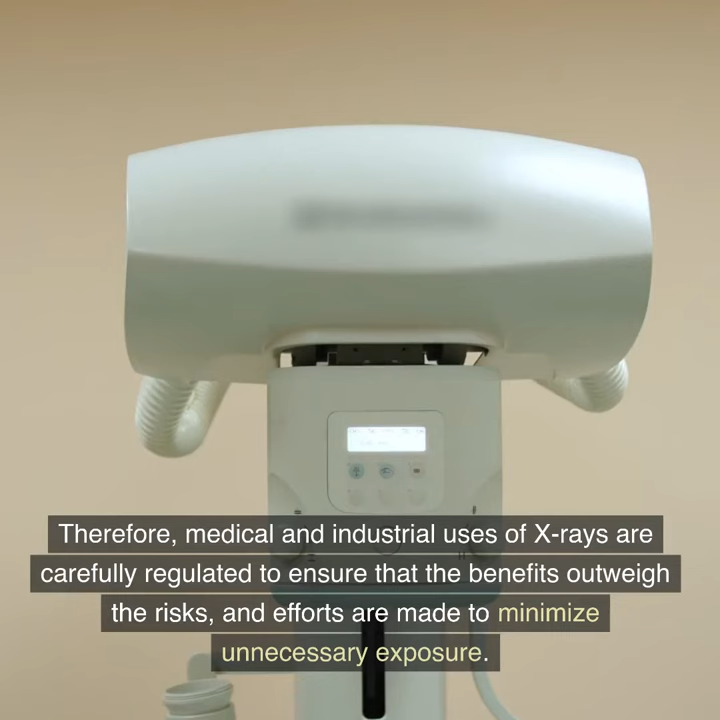 Therefore, medical and industrial uses of X-rays are
carefully regulated to ensure that the benefits outweigh
the risks, and efforts are made to minimize
unnecessary exposure.